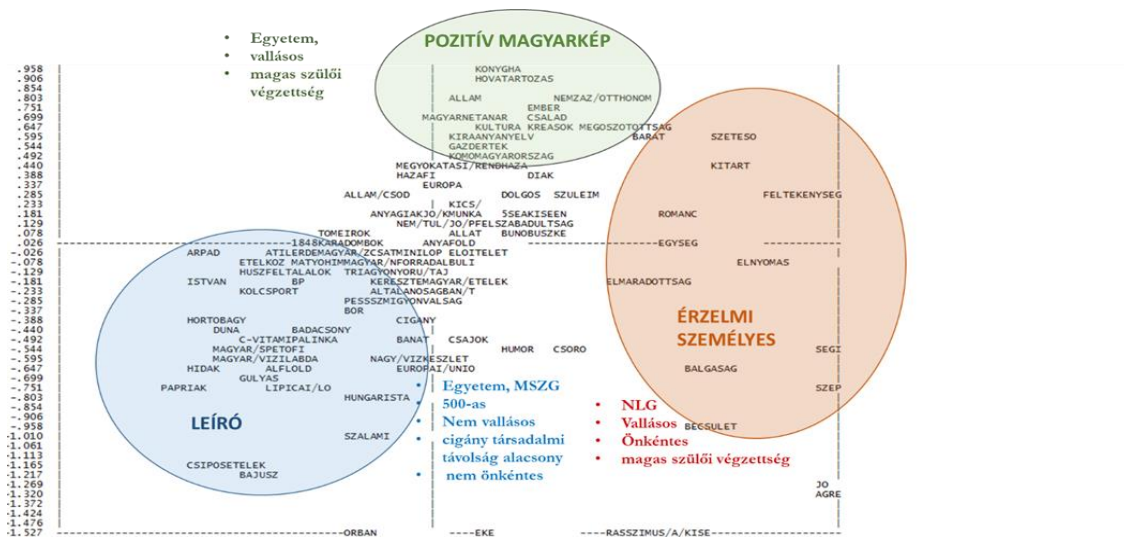 • Egyetem,
• vallásos
• magas szülői
végzettség
POZITÍV MAGYARKÉP
.958 KONYGHA
.906 HOVATARTOZAS
.854
.803 ALLAM NEMZAZ/OTTHONOM
.751 EMBER
.699 MAGYARNETANAR CSALAD
.647 KULTURA KREASOK MEGOSZOTOTTSAG
.595 KIRAANYANYELV BARAT SZETESO
.544 GAZDERTEK
.492 KOMOMAGYARORSZAG
.440 MEGYOKATASI/RENDHAZA KITART
.388 HAZAFI DIAK
.337 EUROPA
.285 ALLAM/CSOD DOLGOS SZULEIM FELTEKENYSEG
.233 KICS/
.181 ANYAGIAKJO/KMUNKA 5SEAKISEEN ROMANC
.129 NEM/TUL/JO/PFELSZABADULTSAG
.078 TOMEIROK ALLAT BUNOBUSZKE
.026 1848KARADOMBOK ANYAFOLD EGYSEG
-.026 ARPAD ATILERDEMAGYAR/ZCSATMINILOP ELOITELET
-.078 ETELKOZ MATYOHIMMAGYAR/NFORRADALBULI ELNYOMAS
-.129 HUSZFELTALALOK TRIAGYONYORU/TAJ
-.181 ISTVAN BP KERESZTEMAGYAR/ETELEK ELMARADOTTSAG
-.233 KOLCSPORT ALTALANOSAGBAN/T
-.285 PESSSZMIGYONVALSAG
-.337 BOR
-.388 HORTOBAGY CIGANY
-.440 DUNA BADACSONY
-.492 C-VITAMIPALINKA BANAT CSAJOK
-.544 MAGYAR/SPETOFI HUMOR CSORO SEGI
-.595 MAGYAR/VIZILABDA NAGY/VIZKESZLET
-.647 HIDAK ALFLOLD EUROPAI/UNIO BALGASAG
-.699 GULYAS
-.751 PAPRIAK LIPICAI/LO SZEP
-.803 HUNGARISTA
-.854
-.906
-.958 BECSULET
-1.010 SZALAMI
-1.061
-1.113
-1.165 CSIPOSETELEK
-1.217 BAJUSZ
-1.269 JO
-1.320 AGRE
-1.372
-1.424
-1.476
-1.527 ORBAN EKE RASSZIMUS/A/KISE
ÉRZELMI
SZEMÉLYES
LEÍRÓ
• Egyetem, MSZG
• 500-as
• Nem vallásos
• cigány társadalmi
távolság alacsony
• nem önkéntes
• NLG
• Vallásos
• Önkéntes
• magas szülői végzettség